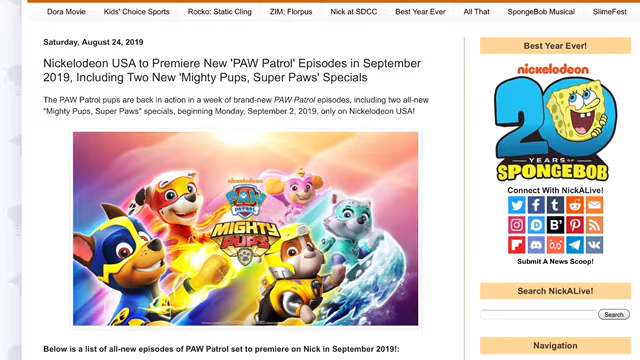 Dora Movie Kids' Choice Sports Rocko: Static Cling ZIM: Florpus Nick at SDCC Best Year Ever All That SpongeBob Musical SlimeFest
Saturday, August 24, 2019
Nickelodeon USA to Premiere New 'PAW Patrol' Episodes in September
2019, Including Two New 'Mighty Pups, Super Paws' Specials
The PAW Patrol pups are back in action in a week of brand-new PAW Patrol episodes, including two all-new
"Mighty Pups, Super Paws" specials, beginning Monday, September 2, 2019, only on Nickelodeon USA!
nickelodeon
PAW
PATROL
MIGHTY
PUPS
Below is a list of all-new episodes of PAW Patrol set to premiere on Nick in September 2019!:
Best Year Ever!
nickelodeon
20
YEARS OF
SPONGEBOB
Connect With NickALive!
Submit A News Scoop!
Search NickALive!
Search
Navigation